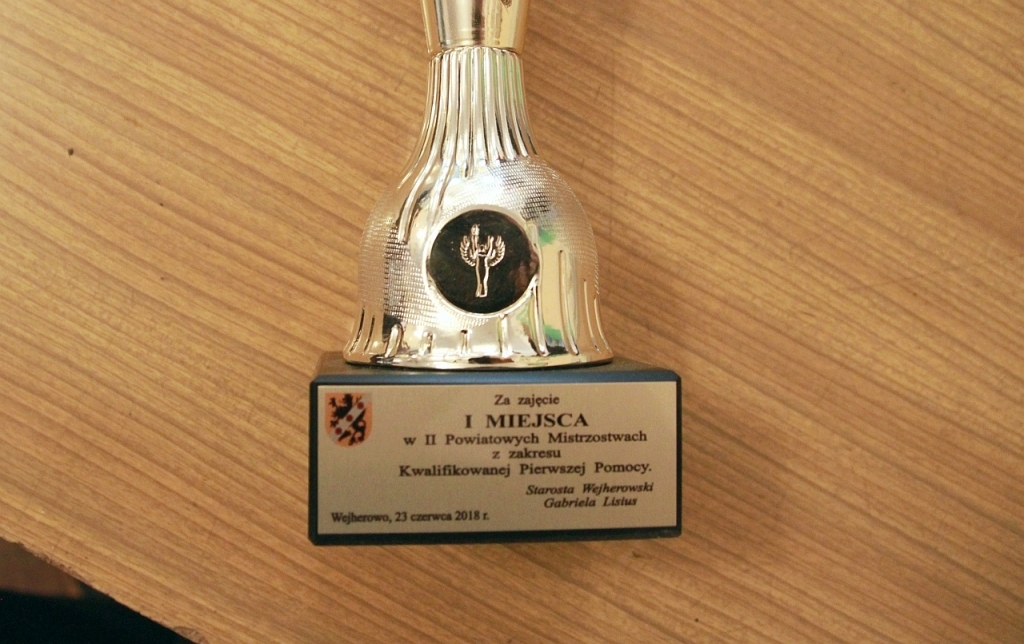 Za zajęcie
I MIEJSCA
w II Powiatowych Mistrzostwach
z zakresu
Kwalifikowanej Pierwszej Pomocy.
Starosta Wejherowski
Gabriela Lisius
Wejherowo, 23 czerwca 2018 r.